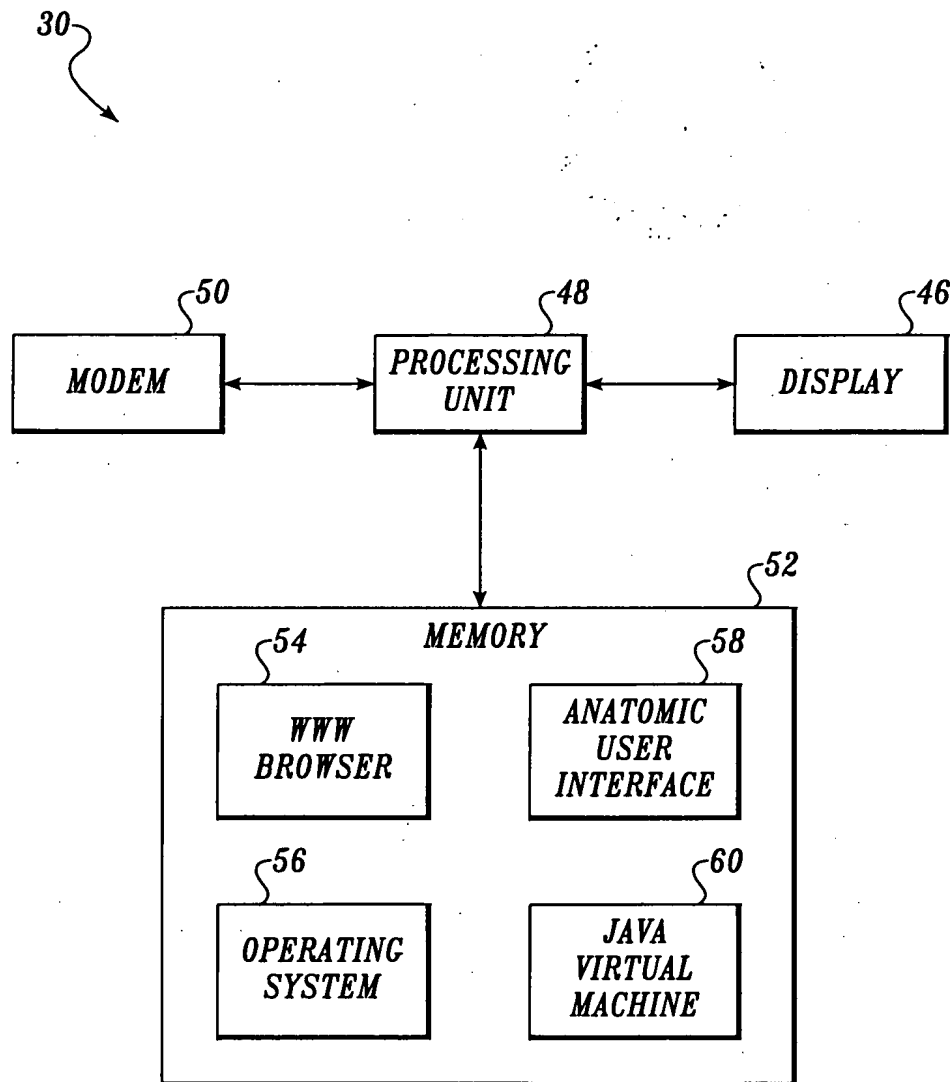 30
50
48
46
MODEM
PROCESSING
UNIT
DISPLAY
52
MEMORY
54
58
WWW
BROWSER
ANATOMIC
USER
INTERFACE
56
60
OPERATING
SYSTEM
JAVA
VIRTUAL
MACHINE